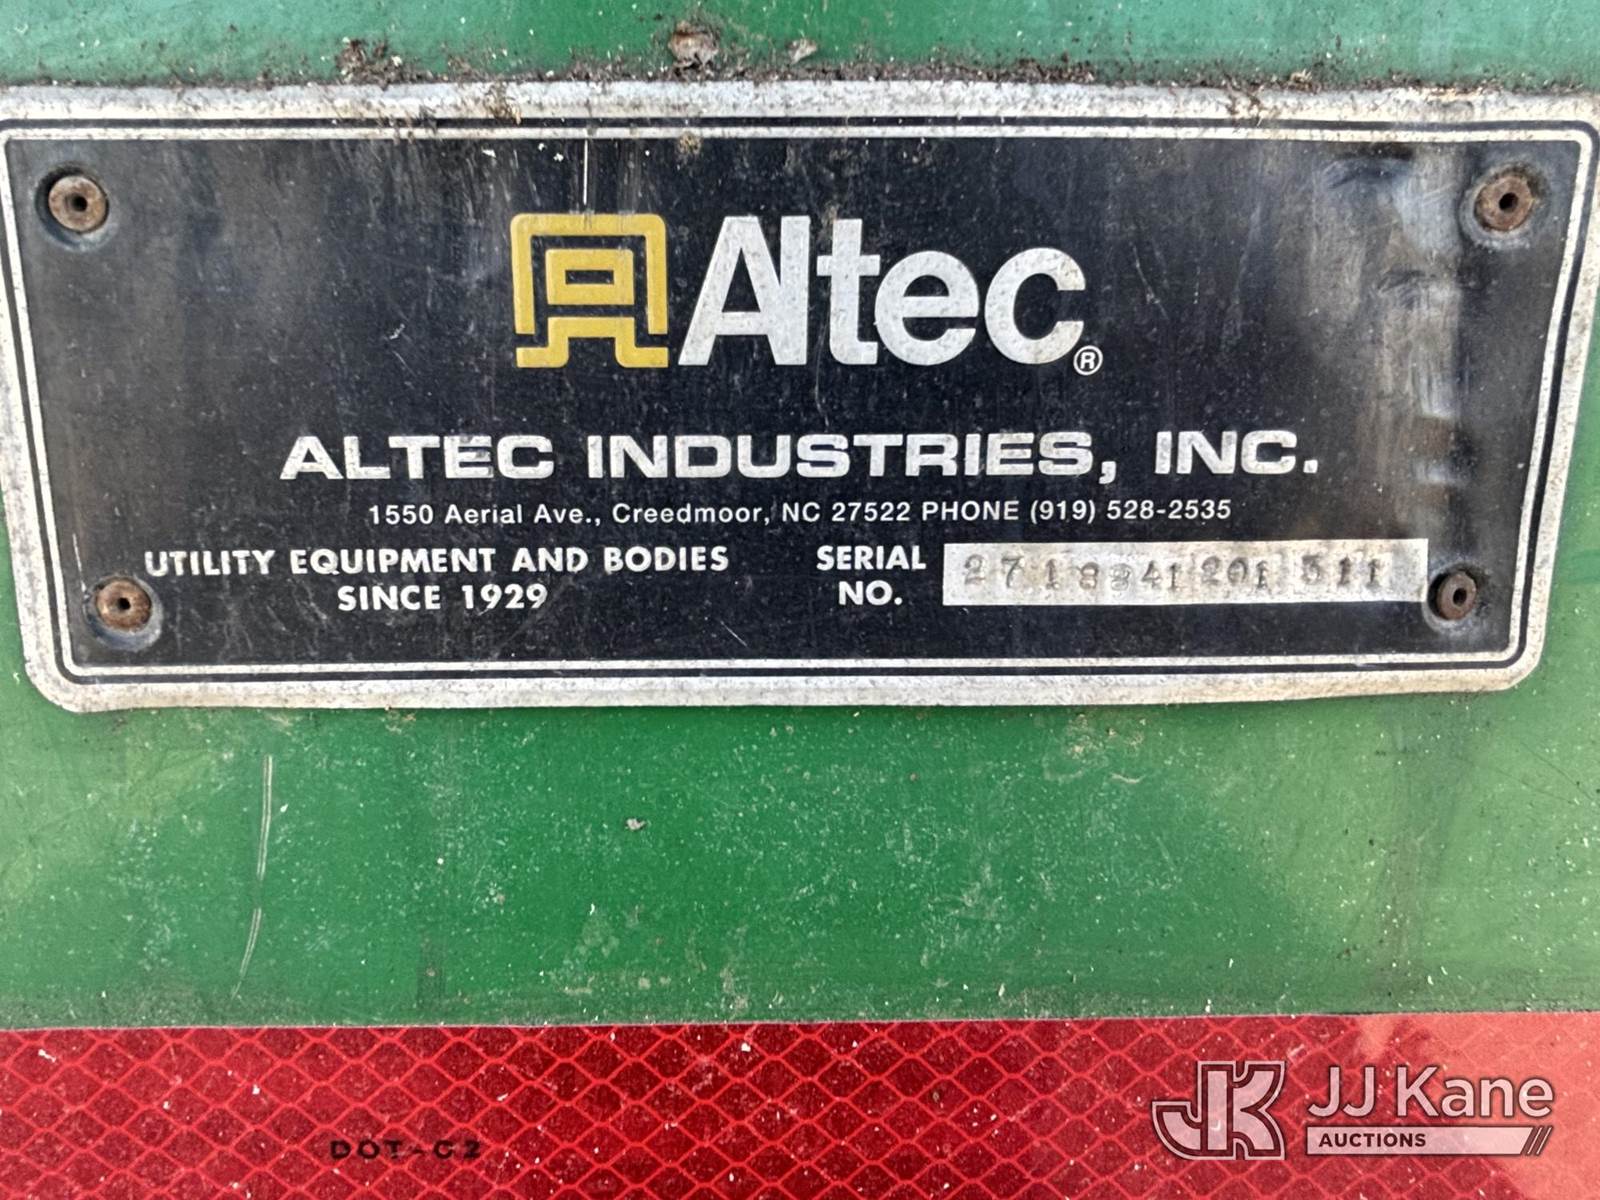 Altec®
ALTEC INDUSTRIES, INC.
1550 Aerial Ave., Creedmoor, NC 27522 PHONE (919) 528-2535
UTILITY EQUIPMENT AND BODIES
SINCE 1929
SERIAL
NO.
DOT-C2
JJ Kane
AUCTIONS